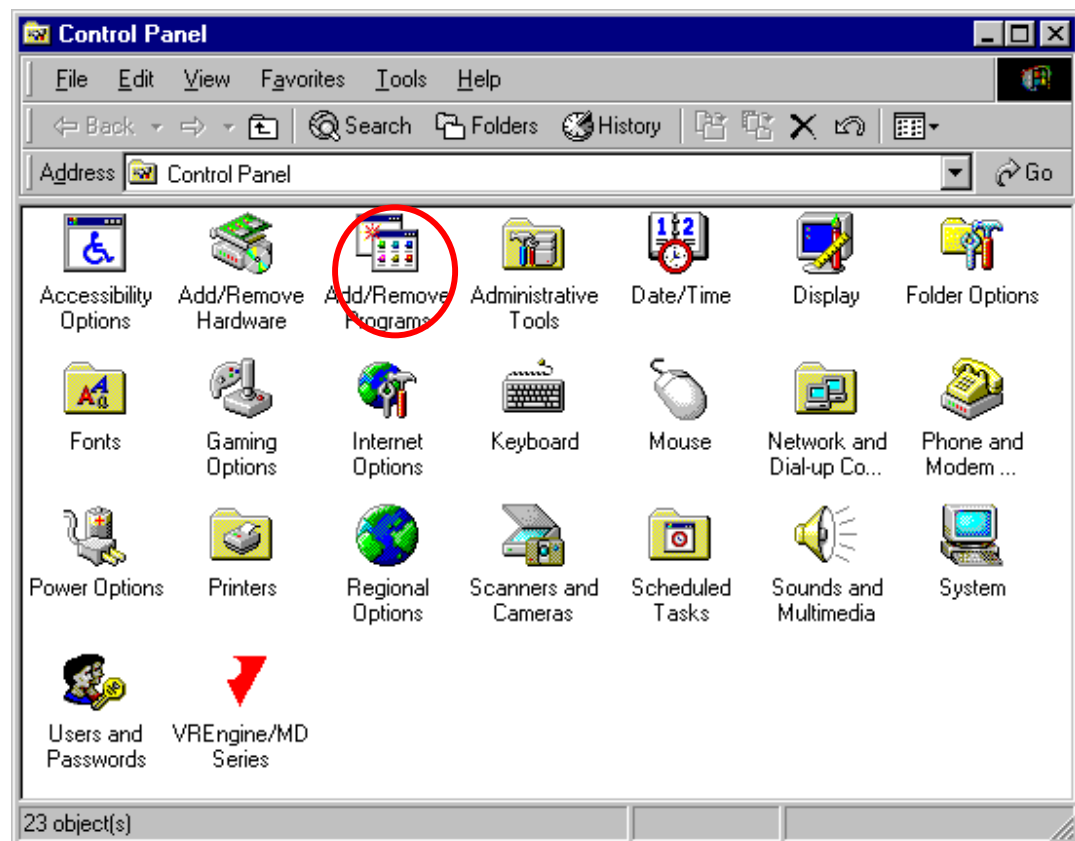 Control Panel
File Edit View Favorites Tools Help
Back Search Folders History
Address Control Panel Go
Accessibility Options
Add/Remove Hardware
Add/Remove Programs
Administrative Tools
Date/Time
Display
Folder Options
Fonts
Gaming Options
Internet Options
Keyboard
Mouse
Network and Dial-up Co...
Phone and Modem ...
Power Options
Printers
Regional Options
Scanners and Cameras
Scheduled Tasks
Sounds and Multimedia
System
Users and Passwords
VREngine/MD Series
23 object(s)